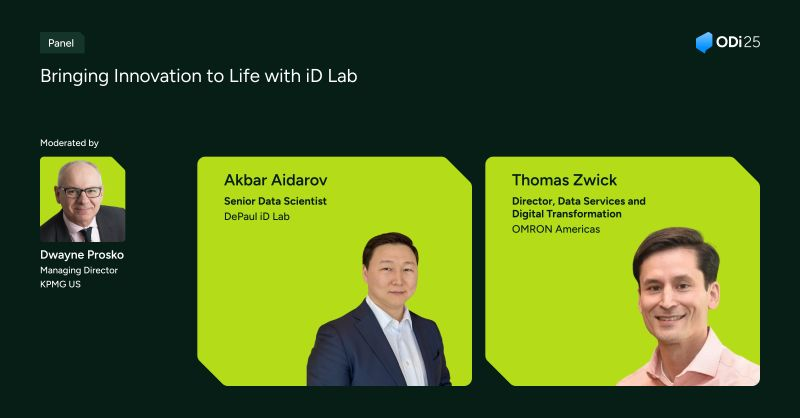 Panel
ODi25
Bringing Innovation to Life with iD Lab
Moderated by
Dwayne Prosko
Managing Director
KPMG US
Akbar Aidarov
Senior Data Scientist
DePaul iD Lab
Thomas Zwick
Director, Data Services and
Digital Transformation
OMRON Americas